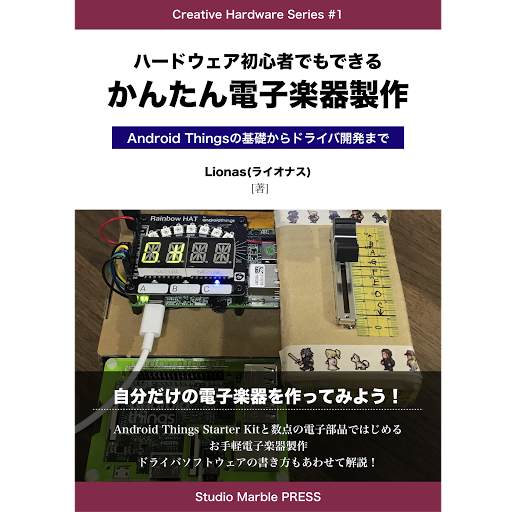 Creative Hardware Series #1
ハードウェア初心者でもできる
かんたん電子楽器製作
Android Thingsの基礎からドライバ開発まで
Lionas(ライオナス)
[著]
Rainbow HAT
androidthings
A
B
C
B
A
G
F
E
D
C
things
自分だけの電子楽器を作ってみよう！
Android Things Starter Kitと数点の電子部品ではじめる
お手軽電子楽器製作
ドライバソフトウェアの書き方もあわせて解説！
Studio Marble PRESS